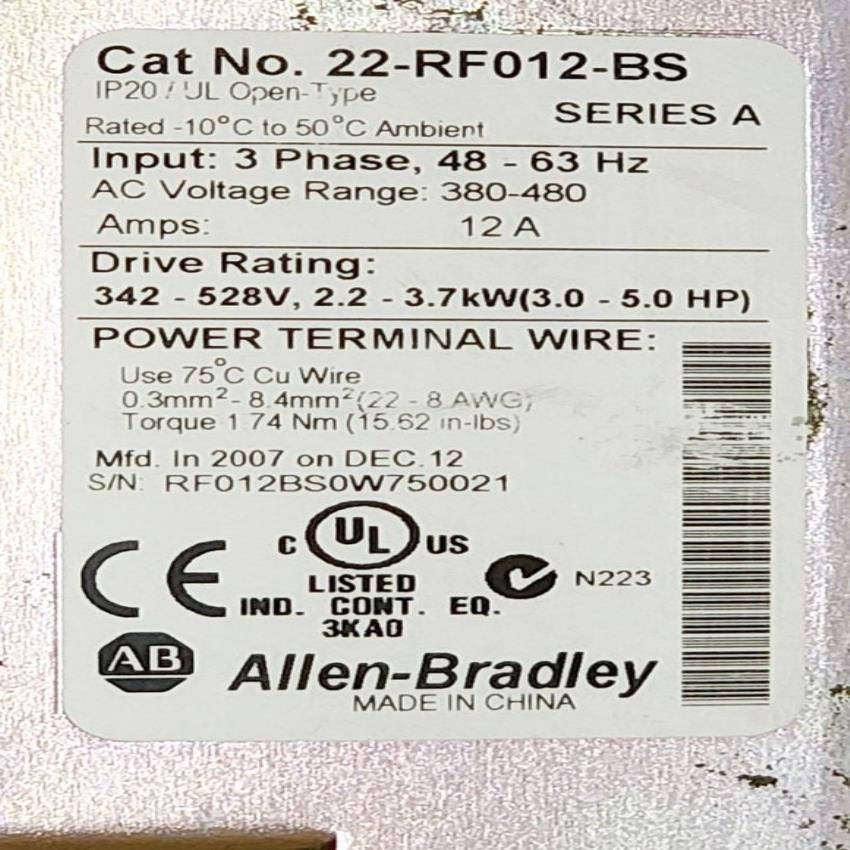 Cat No. 22-RF012-BS
IP20 / UL Open-Type
SERIES A
Rated -10°C to 50°C Ambient
Input: 3 Phase, 48 - 63 Hz
AC Voltage Range: 380-480
Amps: 12 A
Drive Rating:
342 - 528V, 2.2 - 3.7kW(3.0 - 5.0 HP)
POWER TERMINAL WIRE:
Use 75°C Cu Wire
0.3mm²- 8.4mm²(22 - 8 AWG)
Torque 1.74 Nm (15.62 in-lbs)
Mfd. In 2007 on DEC.12
S/N: RF012BS0W750021
CE
C UL US
LISTED
IND. CONT. EQ.
3KA0
N223
AB Allen-Bradley
MADE IN CHINA